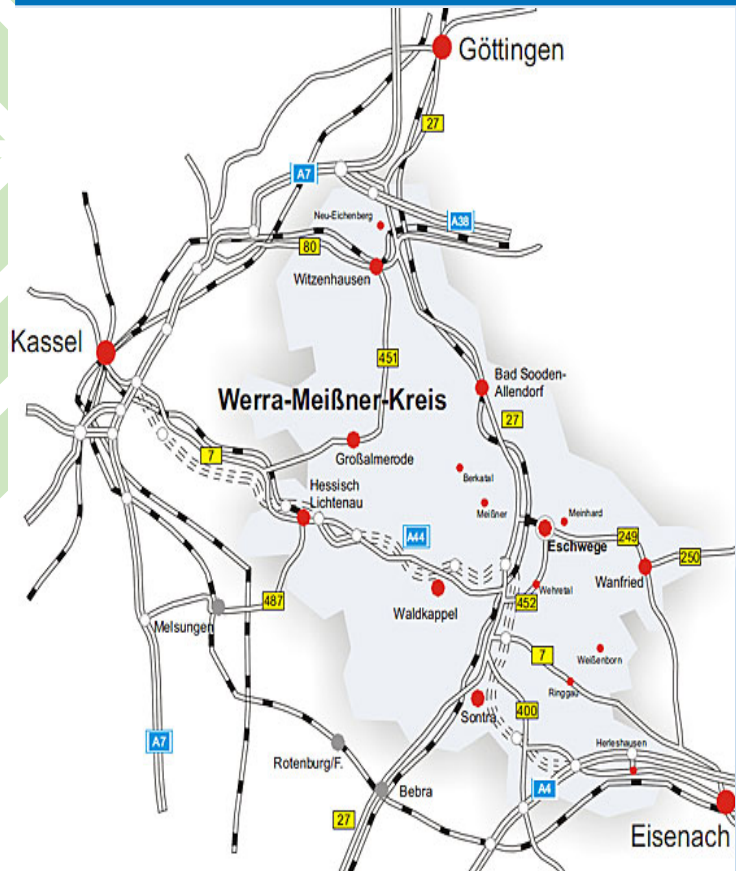 Göttingen
27
A7
Neu-Eichenberg
A38
80
Witzenhausen
Kassel
451
Werra-Meißner-Kreis
Bad Sooden-
Allendorf
27
7
Großalmerode
Berkatal
Hessisch
Lichtenau
Meißner
Meinhard
A44
Eschwege
249
250
Wanfried
Wehretal
Waldkappel
452
487
Melsungen
7
Weißenborn
Ringgau
Sontra
400
A7
Herleshausen
Rotenburg/F.
A4
Bebra
27
Eisenach